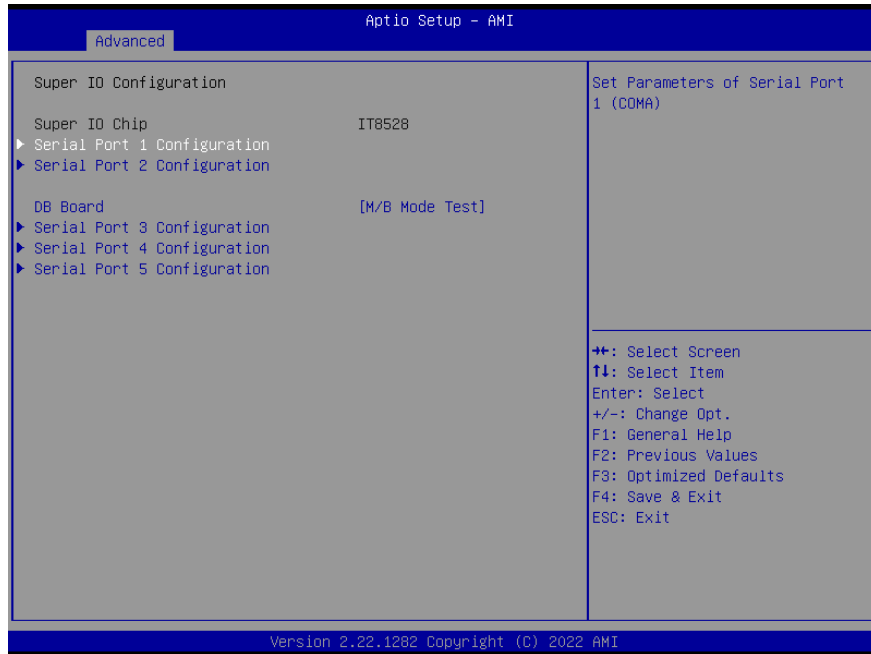 Aptio Setup - AMI
Advanced
Super IO Configuration
Super IO Chip IT8528
▶ Serial Port 1 Configuration
▶ Serial Port 2 Configuration
DB Board [M/B Mode Test]
▶ Serial Port 3 Configuration
▶ Serial Port 4 Configuration
▶ Serial Port 5 Configuration
Set Parameters of Serial Port
1 (COMA)
→←: Select Screen
↑↓: Select Item
Enter: Select
+/-: Change Opt.
F1: General Help
F2: Previous Values
F3: Optimized Defaults
F4: Save & Exit
ESC: Exit
Version 2.22.1282 Copyright (C) 2022 AMI